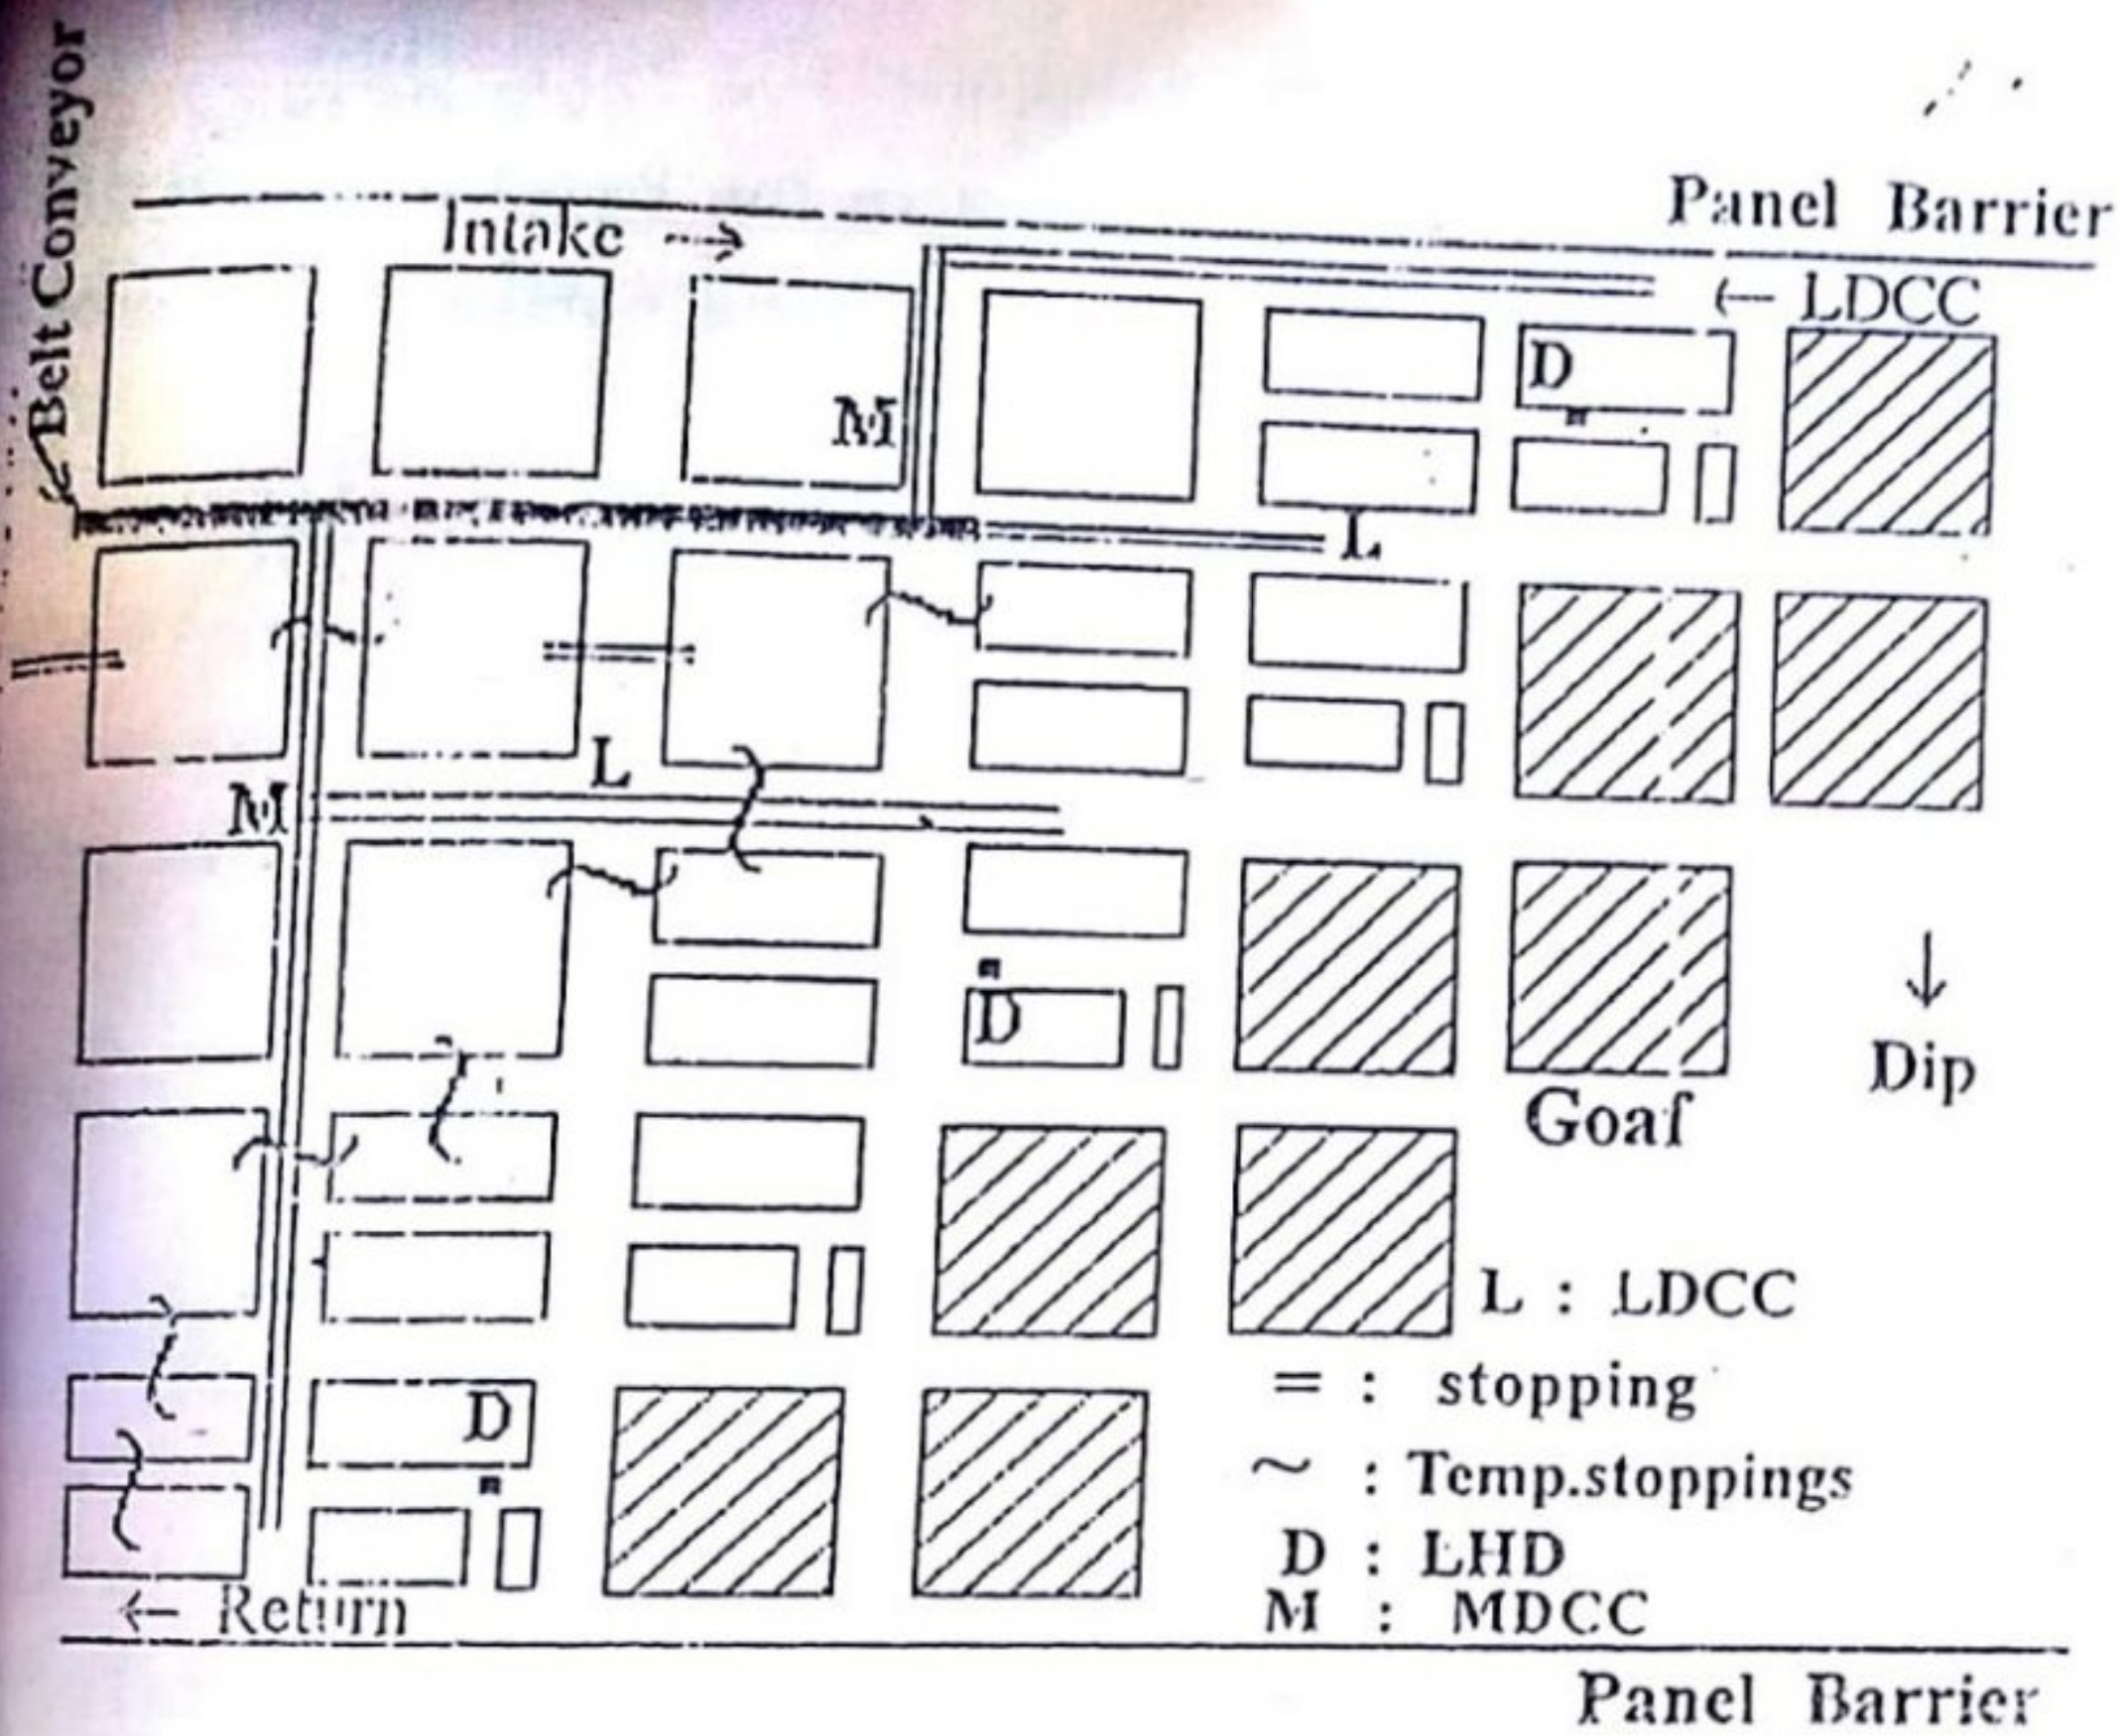 Belt Conveyor
Panel Barrier
Intake
LDCC
D
M
L
L
M
D
Dip
Goaf
L : LDCC
= : stopping
D
~ : Temp.stoppings
D : LHD
Return
M : MDCC
Panel Barrier